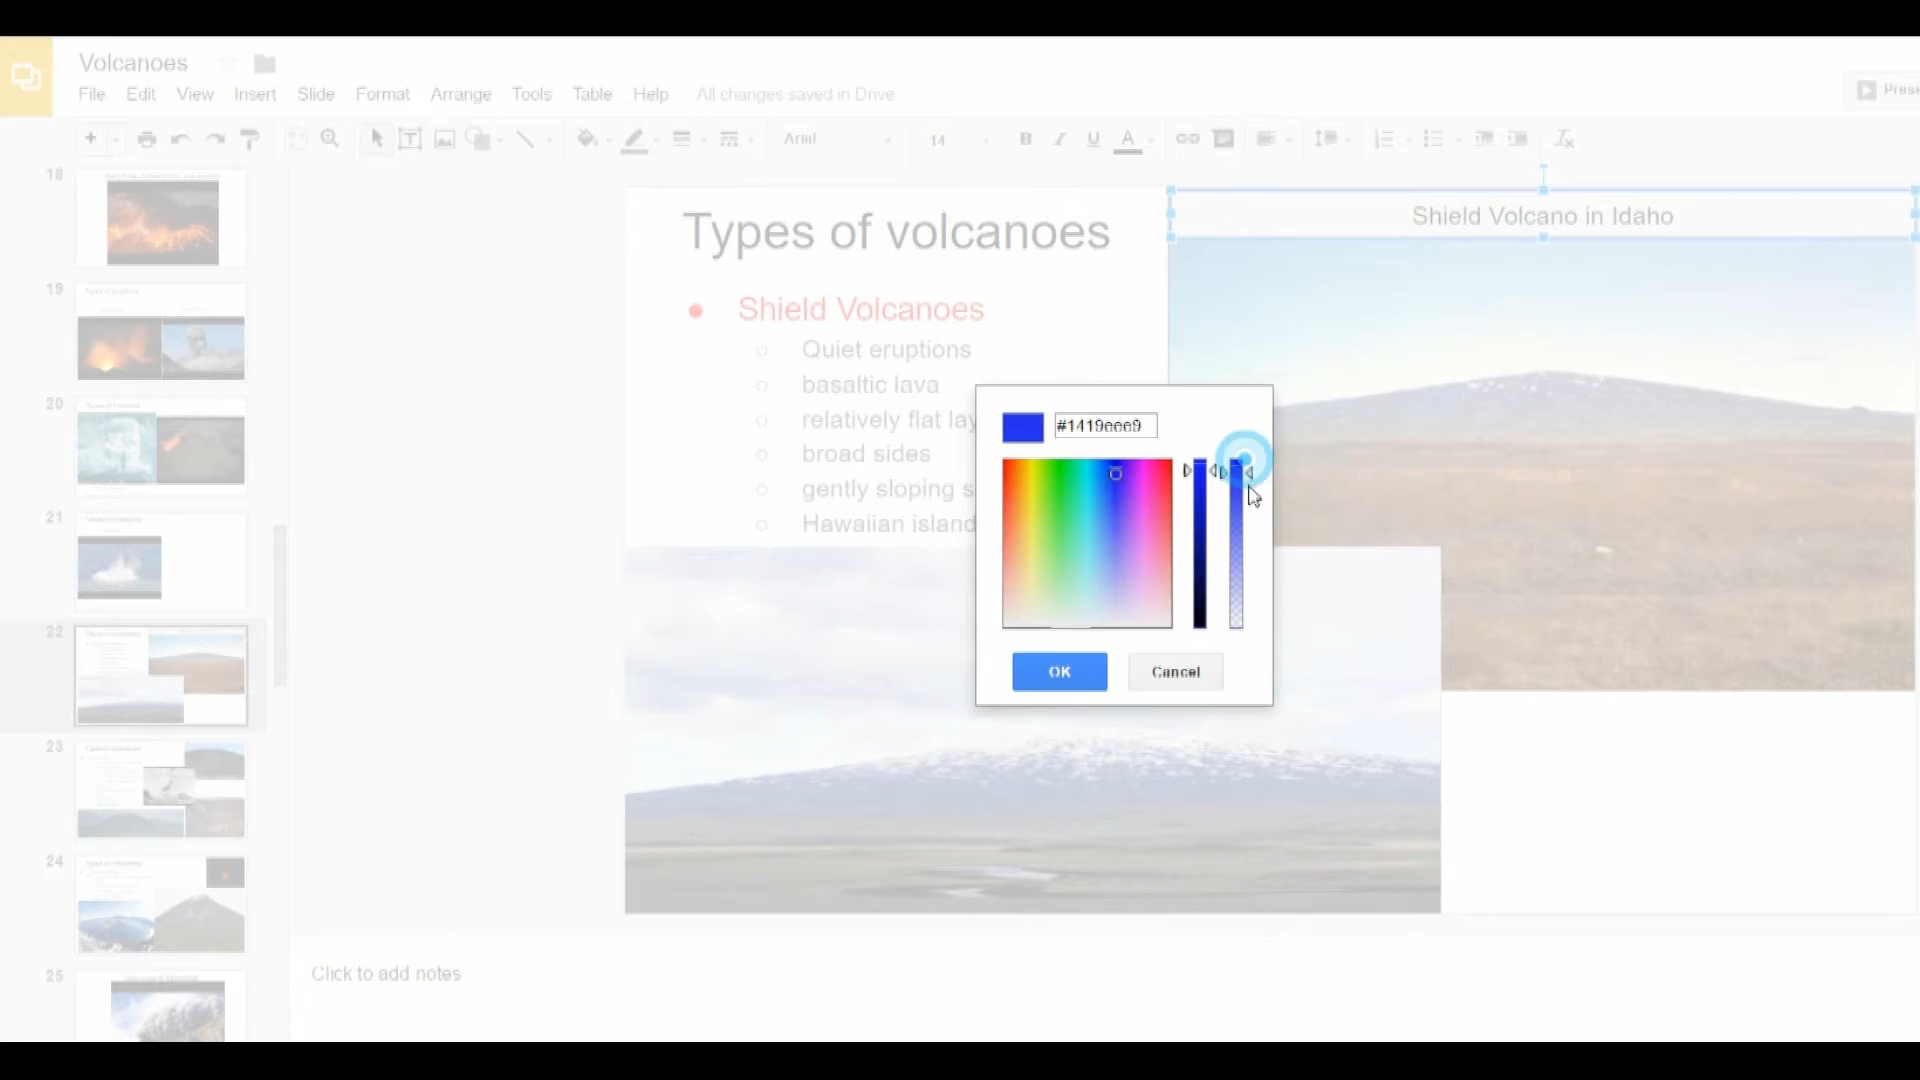 Volcanoes
File Edit View Insert Slide Format Arrange Tools Table Help All changes saved in Drive
Prese
Arial 14 B I U A
18
19
20
21
22
23
24
25
Types of volcanoes
Shield Volcano in Idaho
Shield Volcanoes
Quiet eruptions
basaltic lava
relatively flat lay
broad sides
gently sloping s
Hawaiian island
#1419eee9
OK Cancel
Click to add notes